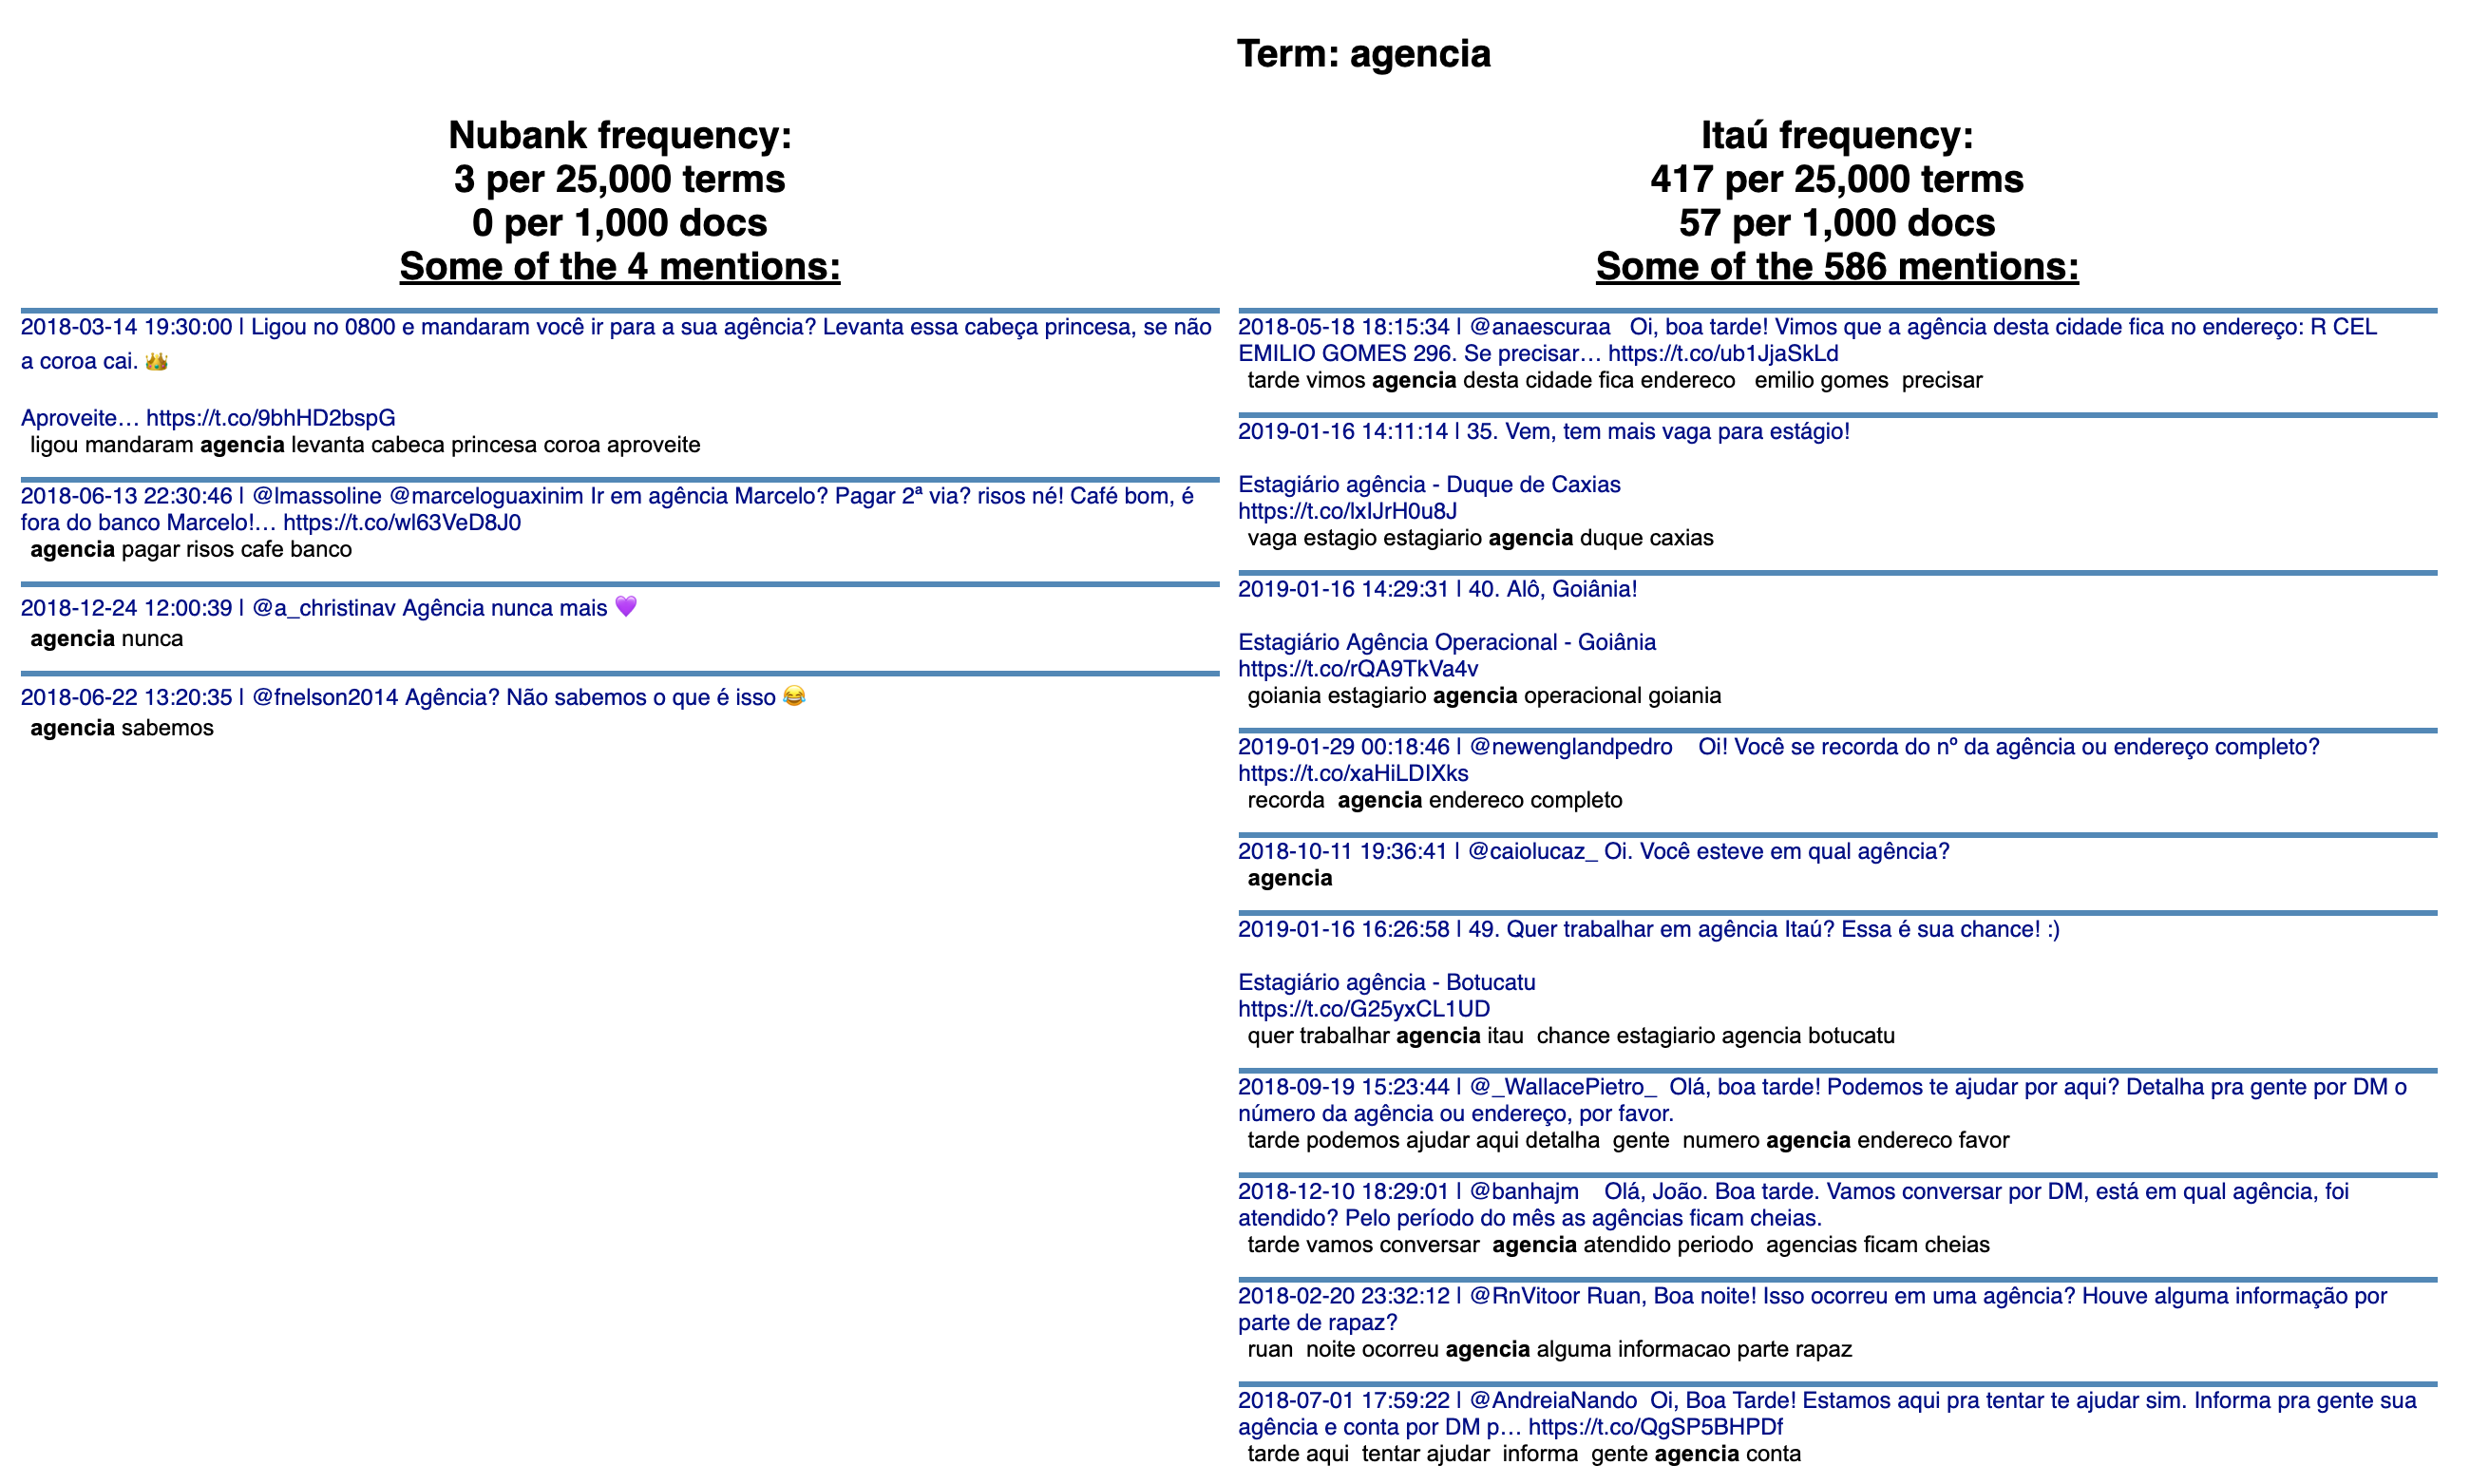 Term: agencia
Nubank frequency:
3 per 25,000 terms
0 per 1,000 docs
Some of the 4 mentions:
2018-03-14 19:30:00 | Ligou no 0800 e mandaram você ir para a sua agência? Levanta essa cabeça princesa, se não
a coroa cai. 👑
Aproveite… https://t.co/9bhHD2bspG
ligou mandaram agencia levanta cabeca princesa coroa aproveite
2018-06-13 22:30:46 | @lmassoline @marceloguaxinim Ir em agência Marcelo? Pagar 2ª via? risos né! Café bom, é
fora do banco Marcelo!… https://t.co/wl63VeD8J0
agencia pagar risos cafe banco
2018-12-24 12:00:39 | @a_christinav Agência nunca mais 💜
agencia nunca
2018-06-22 13:20:35 | @fnelson2014 Agência? Não sabemos o que é isso 😂
agencia sabemos
Itaú frequency:
417 per 25,000 terms
57 per 1,000 docs
Some of the 586 mentions:
2018-05-18 18:15:34 | @anaescuraa Oi, boa tarde! Vimos que a agência desta cidade fica no endereço: R CEL
EMILIO GOMES 296. Se precisar… https://t.co/ub1JjaSkLd
tarde vimos agencia desta cidade fica endereco emilio gomes precisar
2019-01-16 14:11:14 | 35. Vem, tem mais vaga para estágio!
Estagiário agência - Duque de Caxias
https://t.co/lxIJrH0u8J
vaga estagio estagiario agencia duque caxias
2019-01-16 14:29:31 | 40. Alô, Goiânia!
Estagiário Agência Operacional - Goiânia
https://t.co/rQA9TkVa4v
goiania estagiario agencia operacional goiania
2019-01-29 00:18:46 | @newenglandpedro Oi! Você se recorda do nº da agência ou endereço completo?
https://t.co/xaHiLDIXks
recorda agencia endereco completo
2018-10-11 19:36:41 | @caiolucaz_ Oi. Você esteve em qual agência?
agencia
2019-01-16 16:26:58 | 49. Quer trabalhar em agência Itaú? Essa é sua chance! :)
Estagiário agência - Botucatu
https://t.co/G25yxCL1UD
quer trabalhar agencia itau chance estagiario agencia botucatu
2018-09-19 15:23:44 | @_WallacePietro_ Olá, boa tarde! Podemos te ajudar por aqui? Detalha pra gente por DM o
número da agência ou endereço, por favor.
tarde podemos ajudar aqui detalha gente numero agencia endereco favor
2018-12-10 18:29:01 | @banhajm Olá, João. Boa tarde. Vamos conversar por DM, está em qual agência, foi
atendido? Pelo período do mês as agências ficam cheias.
tarde vamos conversar agencia atendido periodo agencias ficam cheias
2018-02-20 23:32:12 | @RnVitoor Ruan, Boa noite! Isso ocorreu em uma agência? Houve alguma informação por
parte de rapaz?
ruan noite ocorreu agencia alguma informacao parte rapaz
2018-07-01 17:59:22 | @AndreiaNando Oi, Boa Tarde! Estamos aqui pra tentar te ajudar sim. Informa pra gente sua
agência e conta por DM p… https://t.co/QgSP5BHPDf
tarde aqui tentar ajudar informa gente agencia conta